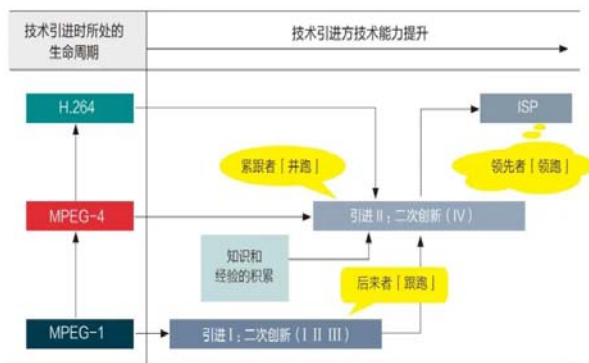 技术引进时所处的
生命周期
技术引进方技术能力提升
H.264
ISP
紧跟者「并跑」
领先者「领跑」
MPEG-4
引进Ⅱ：二次创新（Ⅳ）
知识和
经验的积累
后来者「跟跑」
MPEG-1
引进Ⅰ：二次创新（Ⅰ Ⅱ Ⅲ）